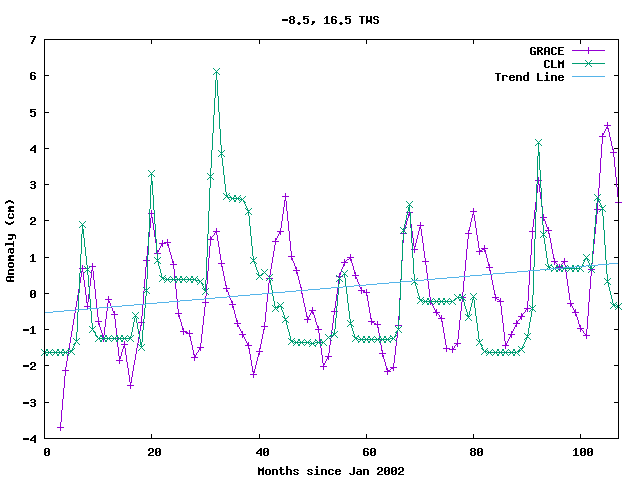 -8.5, 16.5 TWS
GRACE
CLM
Trend Line
7
6
5
4
3
2
1
0
-1
-2
-3
-4
Anomaly (cm)
0 20 40 60 80 100
Months since Jan 2002